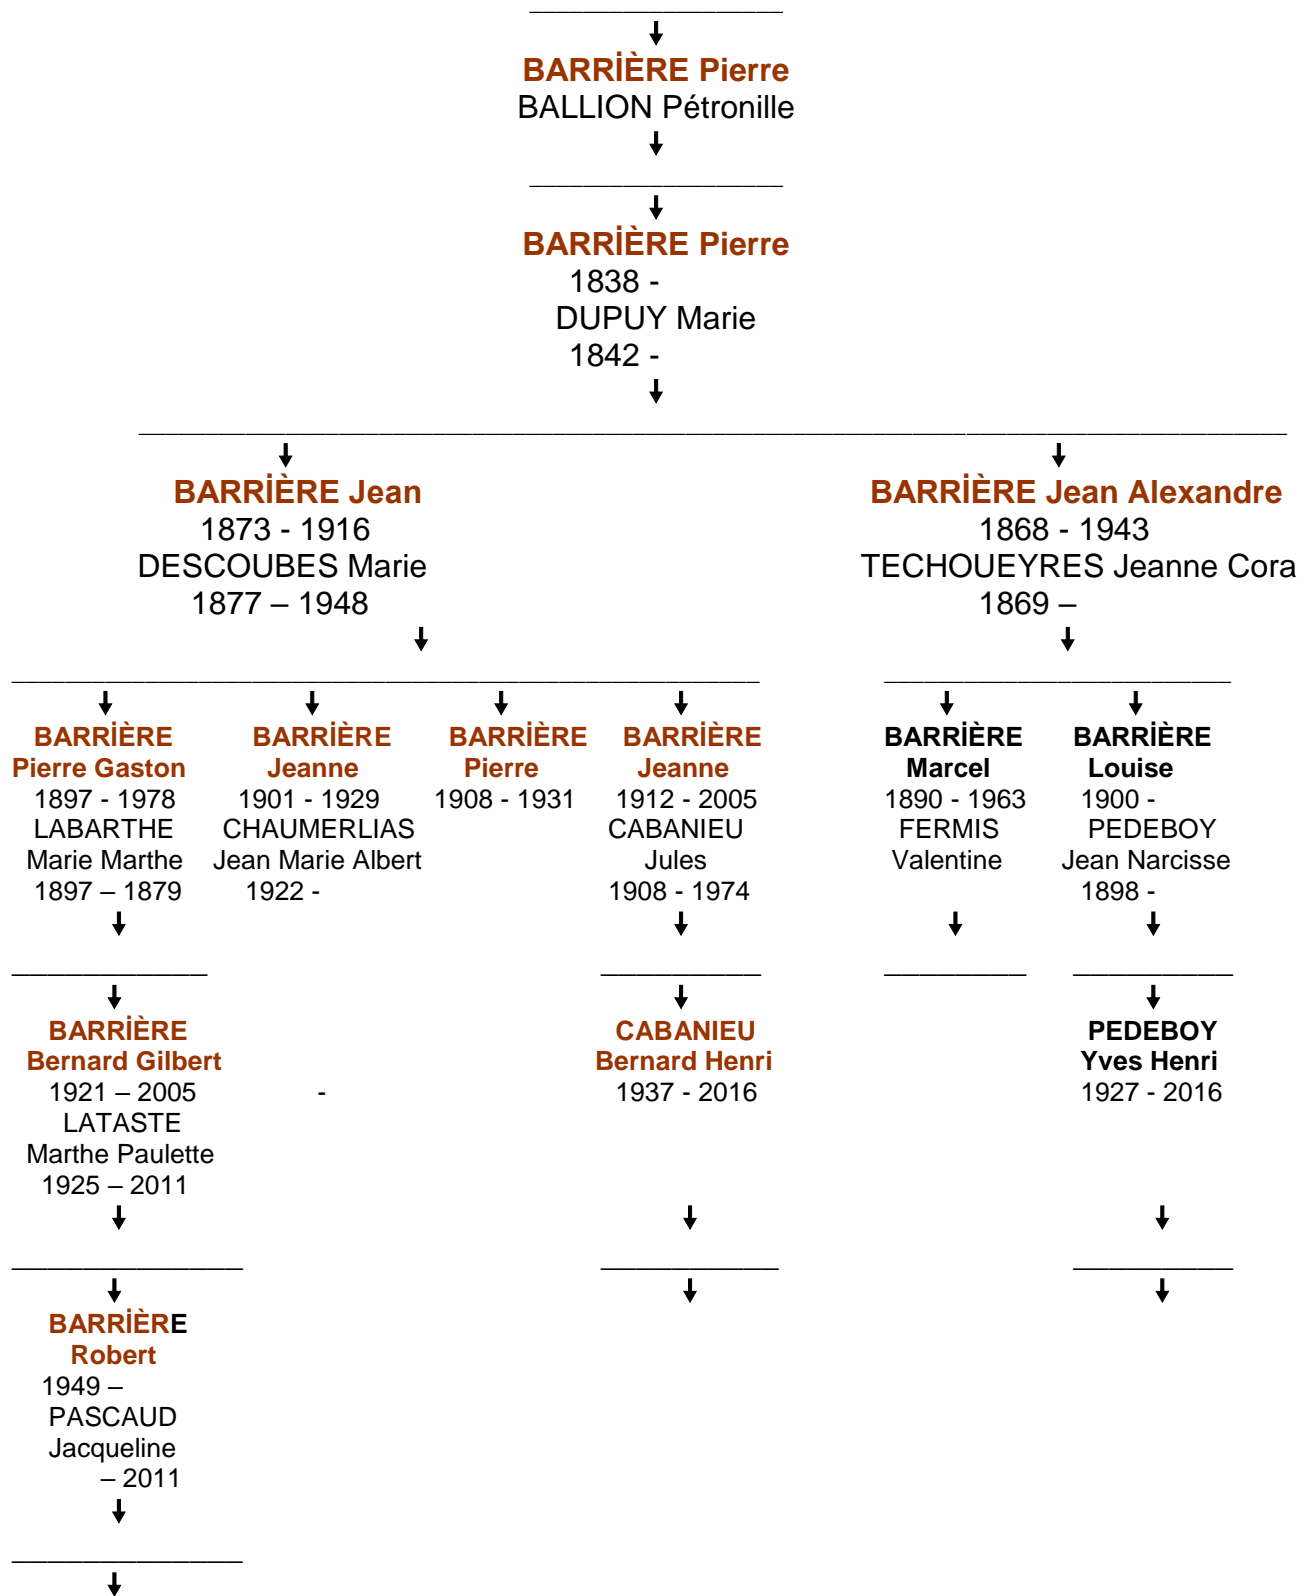 BARRİÈRE Pierre
BALLION Pétronille
BARRİÈRE Pierre
1838 -
DUPUY Marie
1842 -
BARRİÈRE Jean
1873 - 1916
DESCOUBES Marie
1877 – 1948
BARRİÈRE Jean Alexandre
1868 - 1943
TECHOUEYRES Jeanne Cora
1869 –
BARRİÈRE
Pierre Gaston
1897 - 1978
LABARTHE
Marie Marthe
1897 – 1879
BARRİÈRE
Jeanne
1901 - 1929
CHAUMERLIAS
Jean Marie Albert
1922 -
BARRİÈRE
Pierre
1908 - 1931
BARRİÈRE
Jeanne
1912 - 2005
CABANIEU
Jules
1908 - 1974
BARRİÈRE
Marcel
1890 - 1963
FERMIS
Valentine
BARRİÈRE
Louise
1900 -
PEDEBOY
Jean Narcisse
1898 -
BARRİÈRE
Bernard Gilbert
1921 – 2005
LATASTE
Marthe Paulette
1925 – 2011
-
CABANIEU
Bernard Henri
1937 - 2016
PEDEBOY
Yves Henri
1927 - 2016
BARRİÈRE
Robert
1949 –
PASCAUD
Jacqueline
– 2011